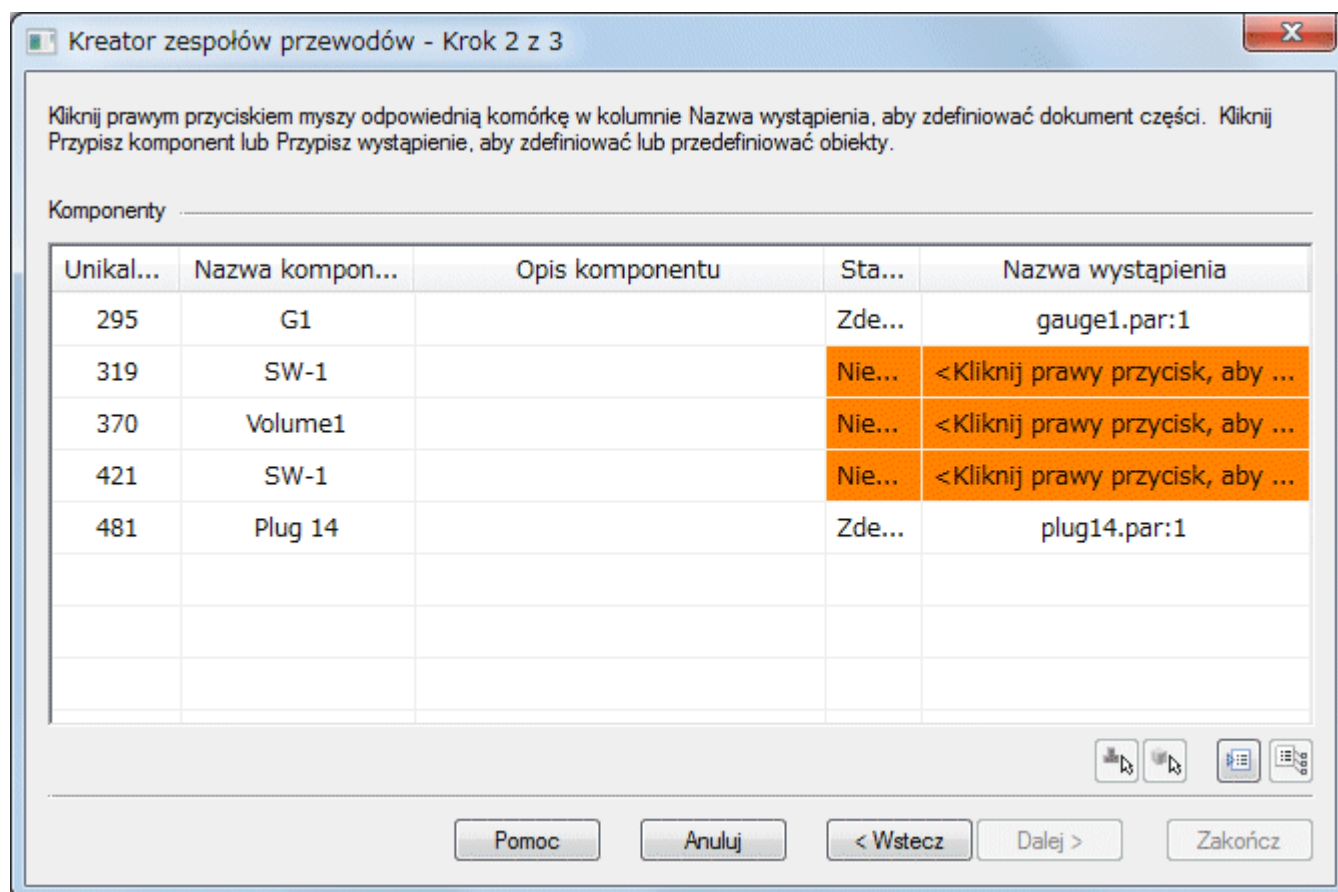 Kreator zespołów przewodów - Krok 2 z 3
Kliknij prawym przyciskiem myszy odpowiednią komórkę w kolumnie Nazwa wystąpienia, aby zdefiniować dokument części. Kliknij
Przypisz komponent lub Przypisz wystąpienie, aby zdefiniować lub przedefiniować obiekty.
Komponenty
Unikal... Nazwa kompon... Opis komponentu Sta... Nazwa wystąpienia
295 G1 Zde... gauge1.par:1
319 SW-1 Nie... <Kliknij prawy przycisk, aby ...
370 Volume1 Nie... <Kliknij prawy przycisk, aby ...
421 SW-1 Nie... <Kliknij prawy przycisk, aby ...
481 Plug 14 Zde... plug14.par:1
Pomoc Anuluj < Wstecz Dalej > Zakończ